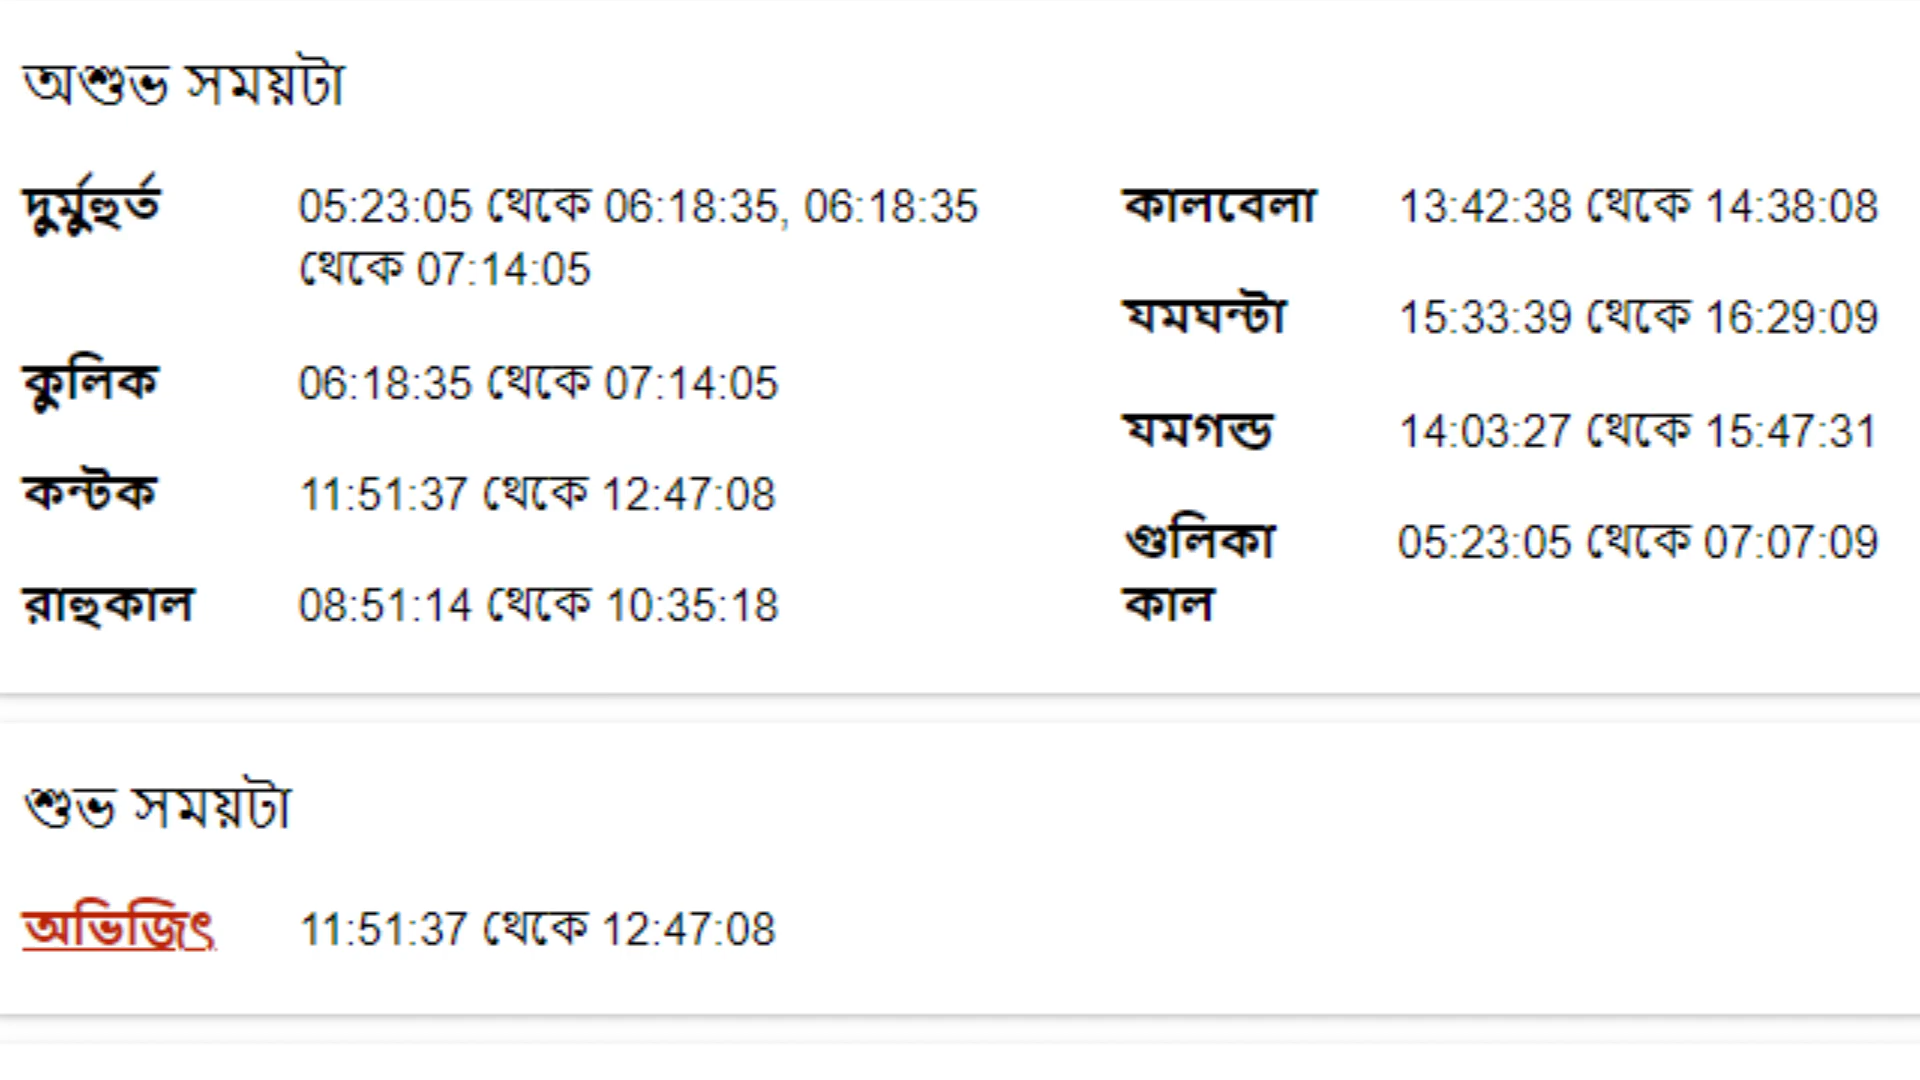 অশুভ সময়টা
দুর্মুহুর্ত 05:23:05 থেকে 06:18:35, 06:18:35
থেকে 07:14:05
কুলিক 06:18:35 থেকে 07:14:05
কন্টক 11:51:37 থেকে 12:47:08
রাহুকাল 08:51:14 থেকে 10:35:18
কালবেলা 13:42:38 থেকে 14:38:08
যমঘন্টা 15:33:39 থেকে 16:29:09
যমগন্ড 14:03:27 থেকে 15:47:31
গুলিকা 05:23:05 থেকে 07:07:09
কাল
শুভ সময়টা
অভিজিৎ 11:51:37 থেকে 12:47:08